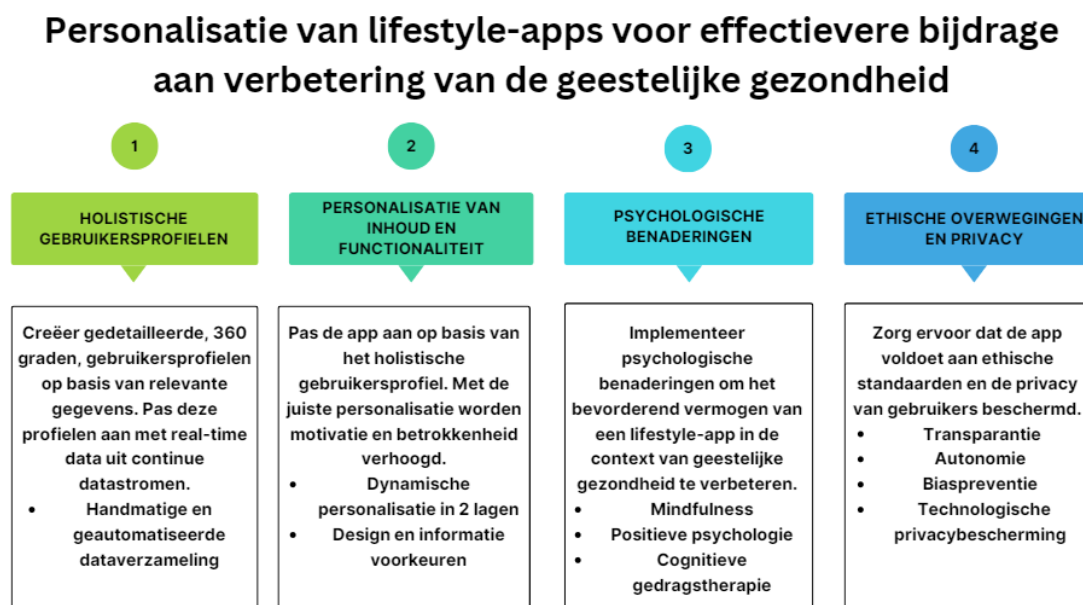 Personalisatie van lifestyle-apps voor effectievere bijdrage
aan verbetering van de geestelijke gezondheid
1
HOLISTISCHE
GEBRUIKERSPROFIELEN
Creëer gedetailleerde, 360
graden, gebruikersprofielen
op basis van relevante
gegevens. Pas deze
profielen aan met real-time
data uit continue
datastromen.
• Handmatige en
geautomatiseerde
dataverzameling
2
PERSONALISATIE VAN
INHOUD EN
FUNCTIONALITEIT
Pas de app aan op basis van
het holistische
gebruikersprofiel. Met de
juiste personalisatie worden
motivatie en betrokkenheid
verhoogd.
• Dynamische
personalisatie in 2 lagen
• Design en informatie
voorkeuren
3
PSYCHOLOGISCHE
BENADERINGEN
Implementeer
psychologische
benaderingen om het
bevorderend vermogen van
een lifestyle-app in de
context van geestelijke
gezondheid te verbeteren.
• Mindfulness
• Positieve psychologie
• Cognitieve
gedragstherapie
4
ETHISCHE OVERWEGINGEN
EN PRIVACY
Zorg ervoor dat de app
voldoet aan ethische
standaarden en de privacy
van gebruikers beschermd.
• Transparantie
• Autonomie
• Biaspreventie
• Technologische
privacybescherming